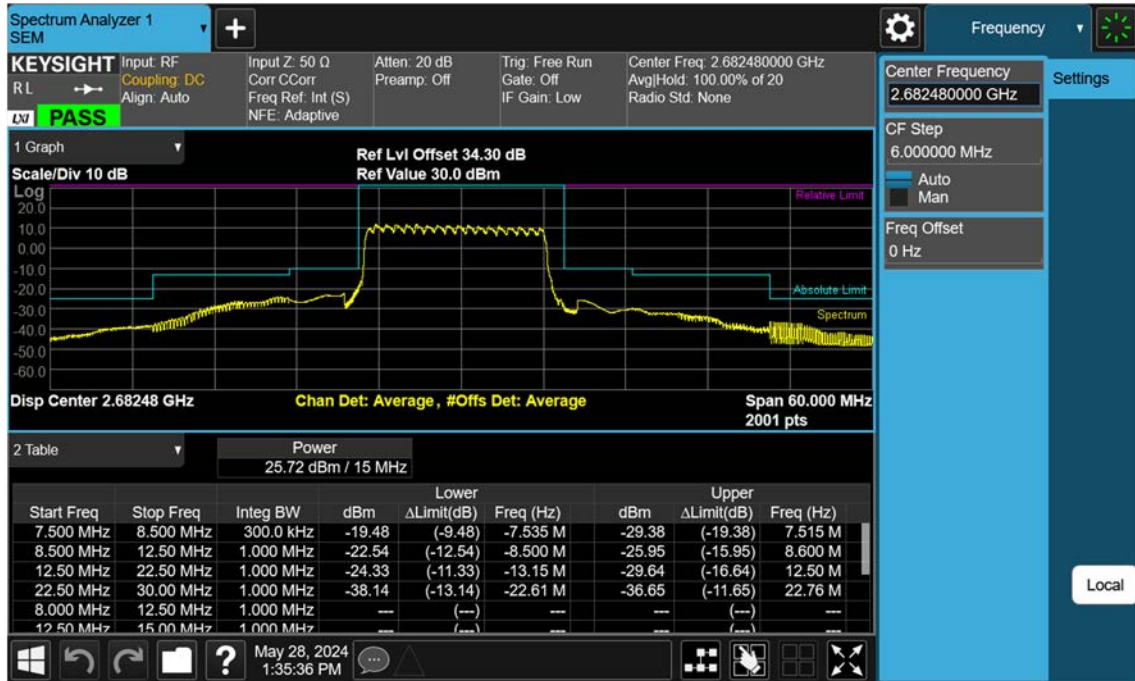 Spectrum Analyzer 1
SEM
+
Frequency
KEYSIGHT
R L
LXI PASS
Input: RF
Coupling: DC
Align: Auto
Input Z: 50 Ω
Corr CCorr
Freq Ref: Int (S)
NFE: Adaptive
Atten: 20 dB
Preamp: Off
Trig: Free Run
Gate: Off
IF Gain: Low
Center Freq: 2.682480000 GHz
Avg|Hold: 100.00% of 20
Radio Std: None
Center Frequency
2.682480000 GHz
Settings
CF Step
6.000000 MHz
Auto
Man
Freq Offset
0 Hz
Local
1 Graph
Scale/Div 10 dB
Ref Lvl Offset 34.30 dB
Ref Value 30.0 dBm
Log
20.0
10.0
0.00
-10.0
-20.0
-30.0
-40.0
-50.0
-60.0
Relative Limit
Absolute Limit
Spectrum
Disp Center 2.68248 GHz
Chan Det: Average, #Offs Det: Average
Span 60.000 MHz
2001 pts
2 Table
Power
25.72 dBm / 15 MHz
Lower Upper
Start Freq Stop Freq Integ BW dBm ΔLimit(dB) Freq (Hz) dBm ΔLimit(dB) Freq (Hz)
7.500 MHz 8.500 MHz 300.0 kHz -19.48 (-9.48) -7.535 M -29.38 (-19.38) 7.515 M
8.500 MHz 12.50 MHz 1.000 MHz -22.54 (-12.54) -8.500 M -25.95 (-15.95) 8.600 M
12.50 MHz 22.50 MHz 1.000 MHz -24.33 (-11.33) -13.15 M -29.64 (-16.64) 12.50 M
22.50 MHz 30.00 MHz 1.000 MHz -38.14 (-13.14) -22.61 M -36.65 (-11.65) 22.76 M
8.000 MHz 12.50 MHz 1.000 MHz --- (---) --- --- (---) ---
12.50 MHz 15.00 MHz 1.000 MHz --- (---) --- --- (---) ---
?
May 28, 2024
1:35:36 PM